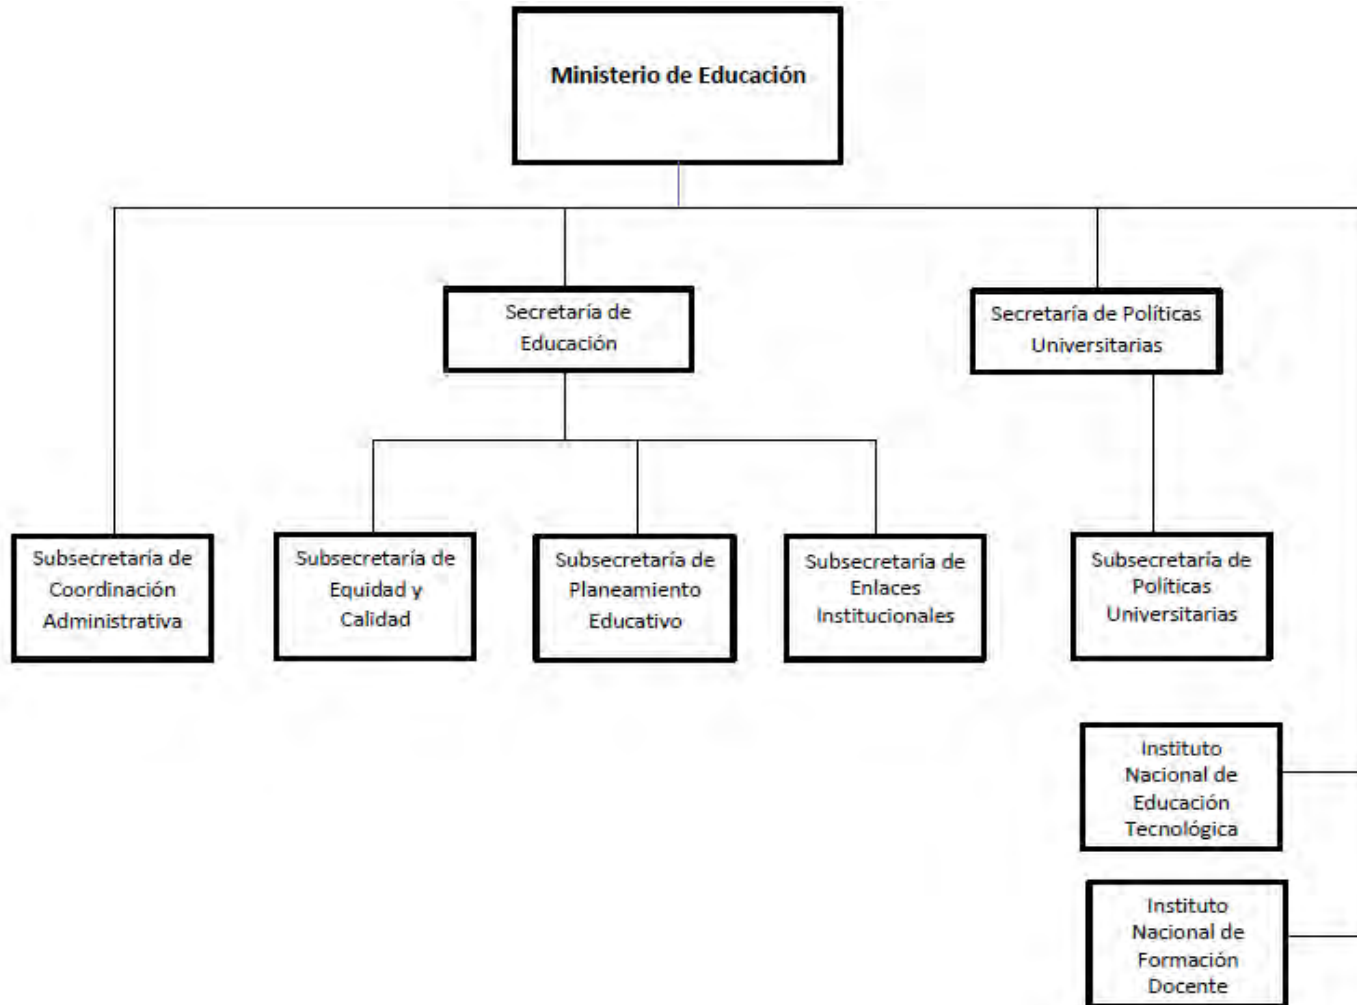 Ministerio de Educación
Secretaría de
Educación
Secretaría de Políticas
Universitarias
Subsecretaría de
Coordinación
Administrativa
Subsecretaría de
Equidad y
Calidad
Subsecretaría de
Planeamiento
Educativo
Subsecretaría de
Enlaces
Institucionales
Subsecretaría de
Políticas
Universitarias
Instituto
Nacional de
Educación
Tecnológica
Instituto
Nacional de
Formación
Docente